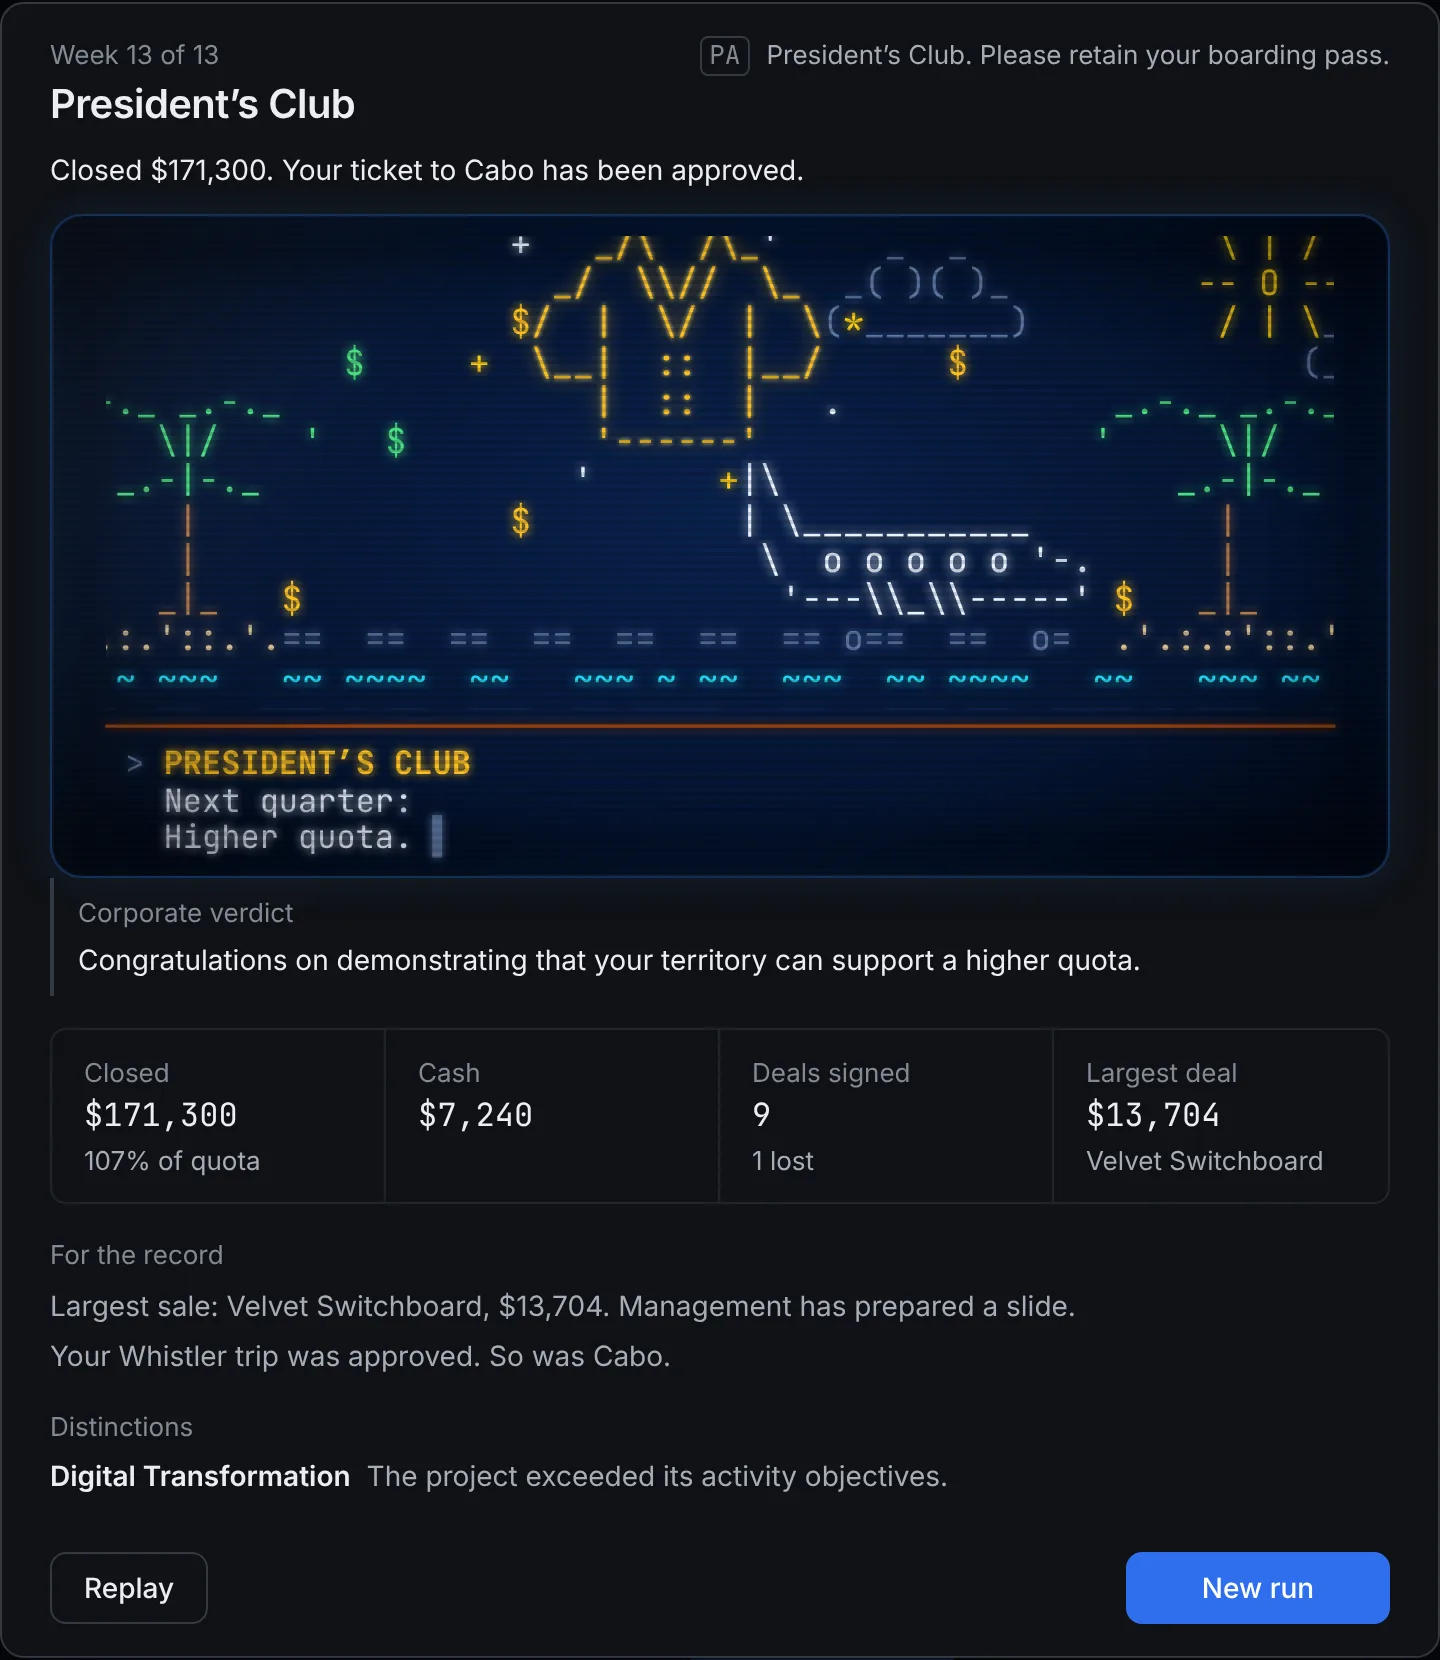 Week 13 of 13
PA President’s Club. Please retain your boarding pass.
President’s Club
Closed $171,300. Your ticket to Cabo has been approved.
> PRESIDENT’S CLUB
Next quarter:
Higher quota.
Corporate verdict
Congratulations on demonstrating that your territory can support a higher quota.
Closed
$171,300
107% of quota
Cash
$7,240
Deals signed
9
1 lost
Largest deal
$13,704
Velvet Switchboard
For the record
Largest sale: Velvet Switchboard, $13,704. Management has prepared a slide.
Your Whistler trip was approved. So was Cabo.
Distinctions
Digital Transformation The project exceeded its activity objectives.
Replay
New run